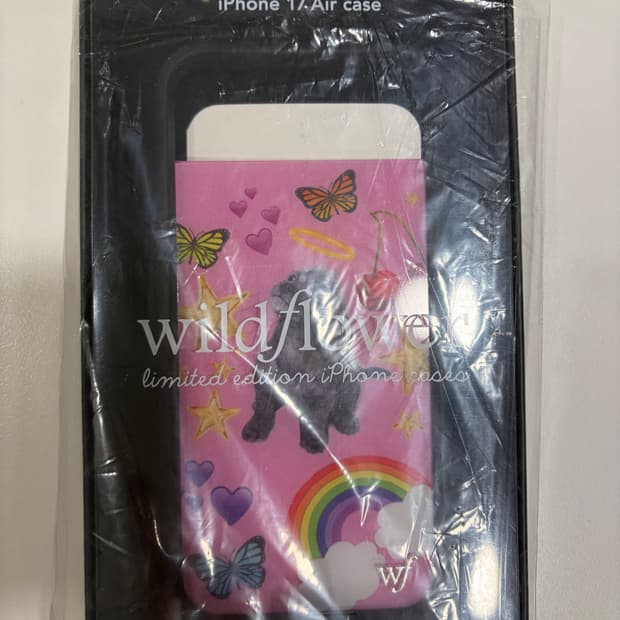 iPhone 17 Air case
wildflower
limited edition iPhone cases
wf